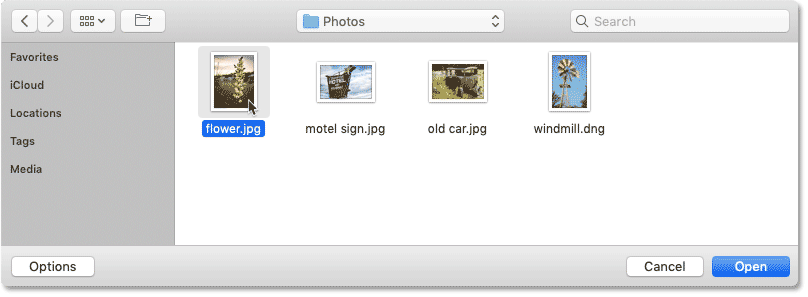 Photos
Search
Favorites
iCloud
Locations
Tags
Media
flower.jpg
motel sign.jpg
old car.jpg
windmill.dng
Options
Cancel
Open